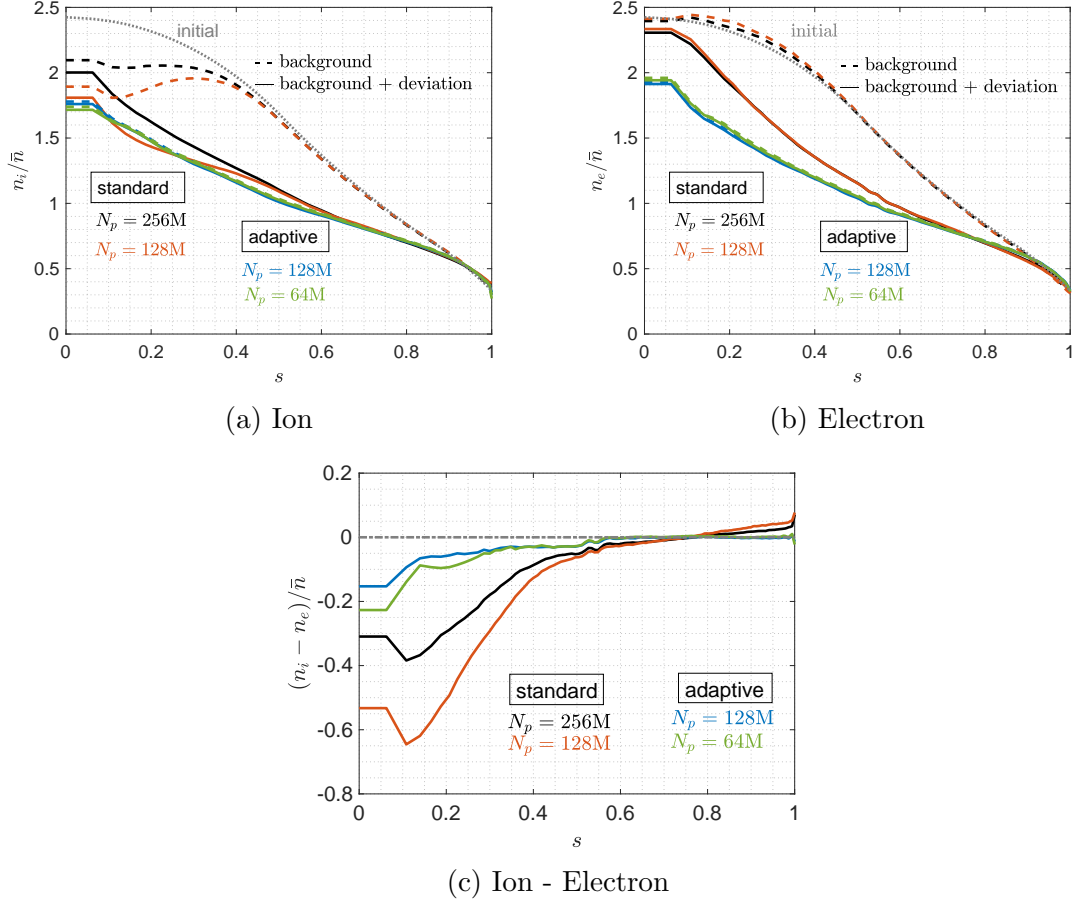 2.5
2
1.5
1
0.5
0
n_i/n̄
initial
background
background + deviation
standard
N_p = 256M
N_p = 128M
adaptive
N_p = 128M
N_p = 64M
0 0.2 0.4 0.6 0.8 1
s
(a) Ion
2.5
2
1.5
1
0.5
0
n_e/n̄
initial
background
background + deviation
standard
N_p = 256M
N_p = 128M
adaptive
N_p = 128M
N_p = 64M
0 0.2 0.4 0.6 0.8 1
s
(b) Electron
0.2
0
-0.2
-0.4
-0.6
-0.8
(n_i − n_e)/n̄
standard
N_p = 256M
N_p = 128M
adaptive
N_p = 128M
N_p = 64M
0 0.2 0.4 0.6 0.8 1
s
(c) Ion - Electron